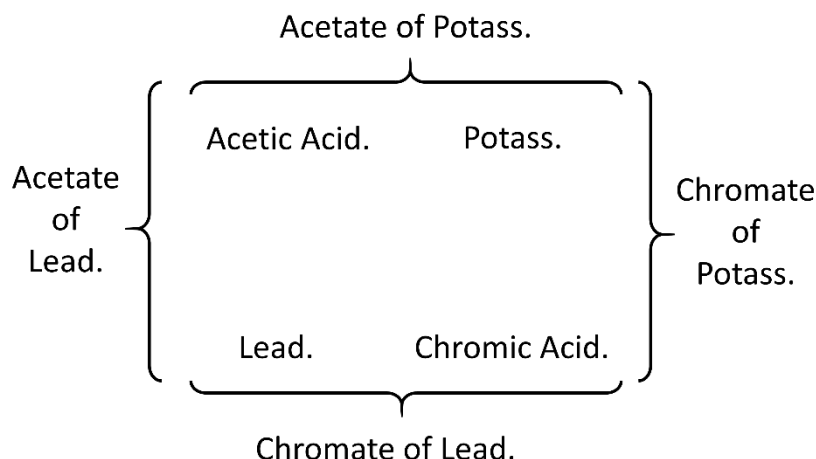 Acetate of Potass.
Acetic Acid. Potass.
Acetate
of
Lead.
Chromate
of
Potass.
Lead. Chromic Acid.
Chromate of Lead.